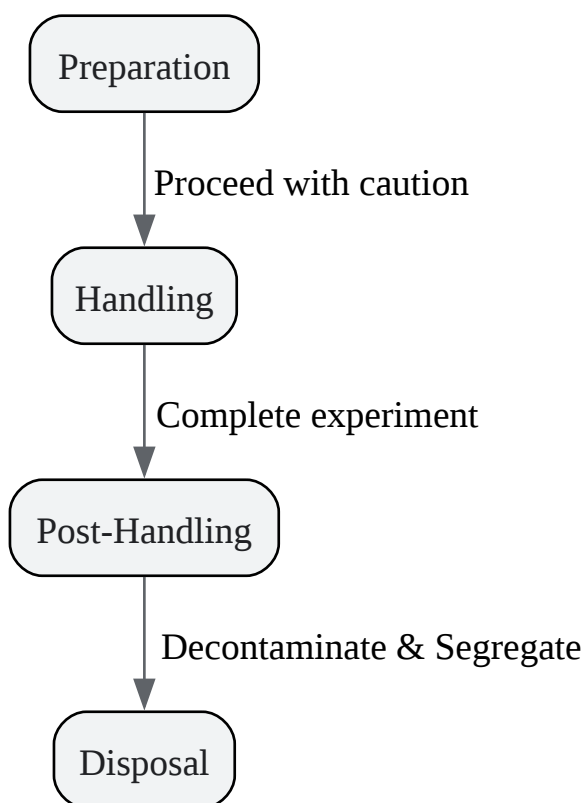 Preparation
Proceed with caution
Handling
Complete experiment
Post-Handling
Decontaminate & Segregate
Disposal